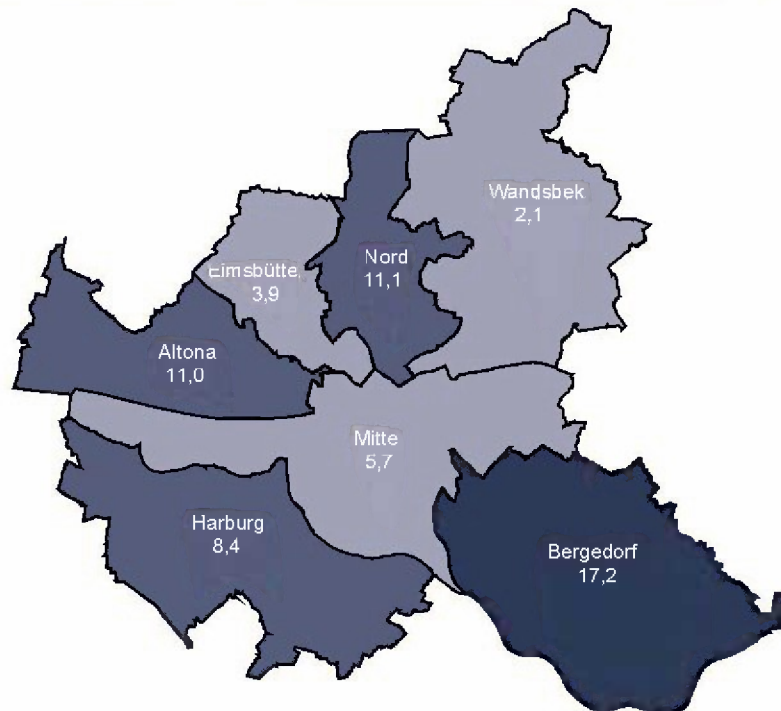 Wandsbek
2,1
Nord
11,1
Eimsbütte
3,9
Altona
11,0
Mitte
5,7
Harburg
8,4
Bergedorf
17,2